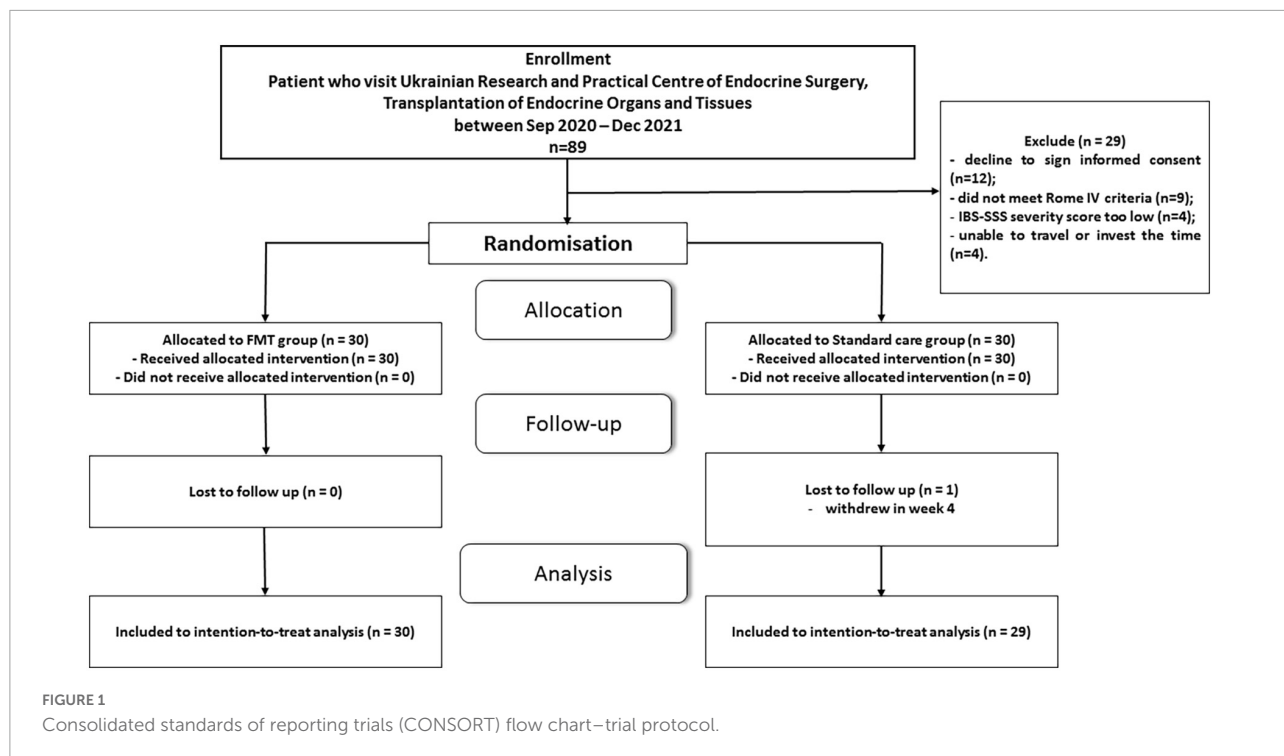 Enrollment
Patient who visit Ukrainian Research and Practical Centre of Endocrine Surgery,
Transplantation of Endocrine Organs and Tissues
between Sep 2020 – Dec 2021
n=89
Exclude (n = 29)
- decline to sign informed consent
(n=12);
- did not meet Rome IV criteria (n=9);
- IBS-SSS severity score too low (n=4);
- unable to travel or invest the time
(n=4).
Randomisation
Allocation
Allocated to FMT group (n = 30)
- Received allocated intervention (n = 30)
- Did not receive allocated intervention (n = 0)
Allocated to Standard care group (n = 30)
- Received allocated intervention (n = 30)
- Did not receive allocated intervention (n = 0)
Follow-up
Lost to follow up (n = 0)
Lost to follow up (n = 1)
- withdrew in week 4
Analysis
Included to intention-to-treat analysis (n = 30)
Included to intention-to-treat analysis (n = 29)
FIGURE 1
Consolidated standards of reporting trials (CONSORT) flow chart–trial protocol.